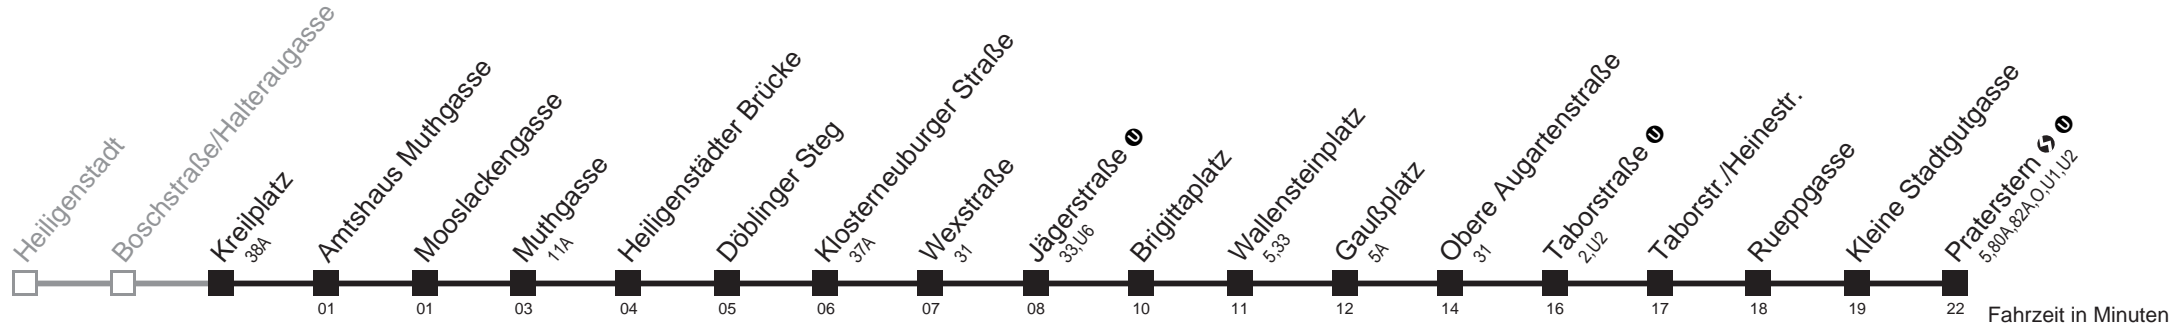 Heiligenstadt
Boschstraße/Halteraugasse
Kreilplatz
38A
Amtshaus Muthgasse
Mooslackengasse
Muthgasse
11A
Heiligenstädter Brücke
Döblinger Steg
Klosterneuburger Straße
37A
Wexstraße
31
Jägerstraße U
33,U6
Brigittaplatz
Wallensteinplatz
5,33
Gaußplatz
5A
Obere Augartenstraße
31
Taborstraße U
2,U2
Taborstr./Heinestr.
Rueppgasse
Kleine Stadtgutgasse
Praterstern S U
5,80A,82A,O,U1,U2
01 01 03 04 05 06 07 08 10 11 12 14 16 17 18 19 22 Fahrzeit in Minuten